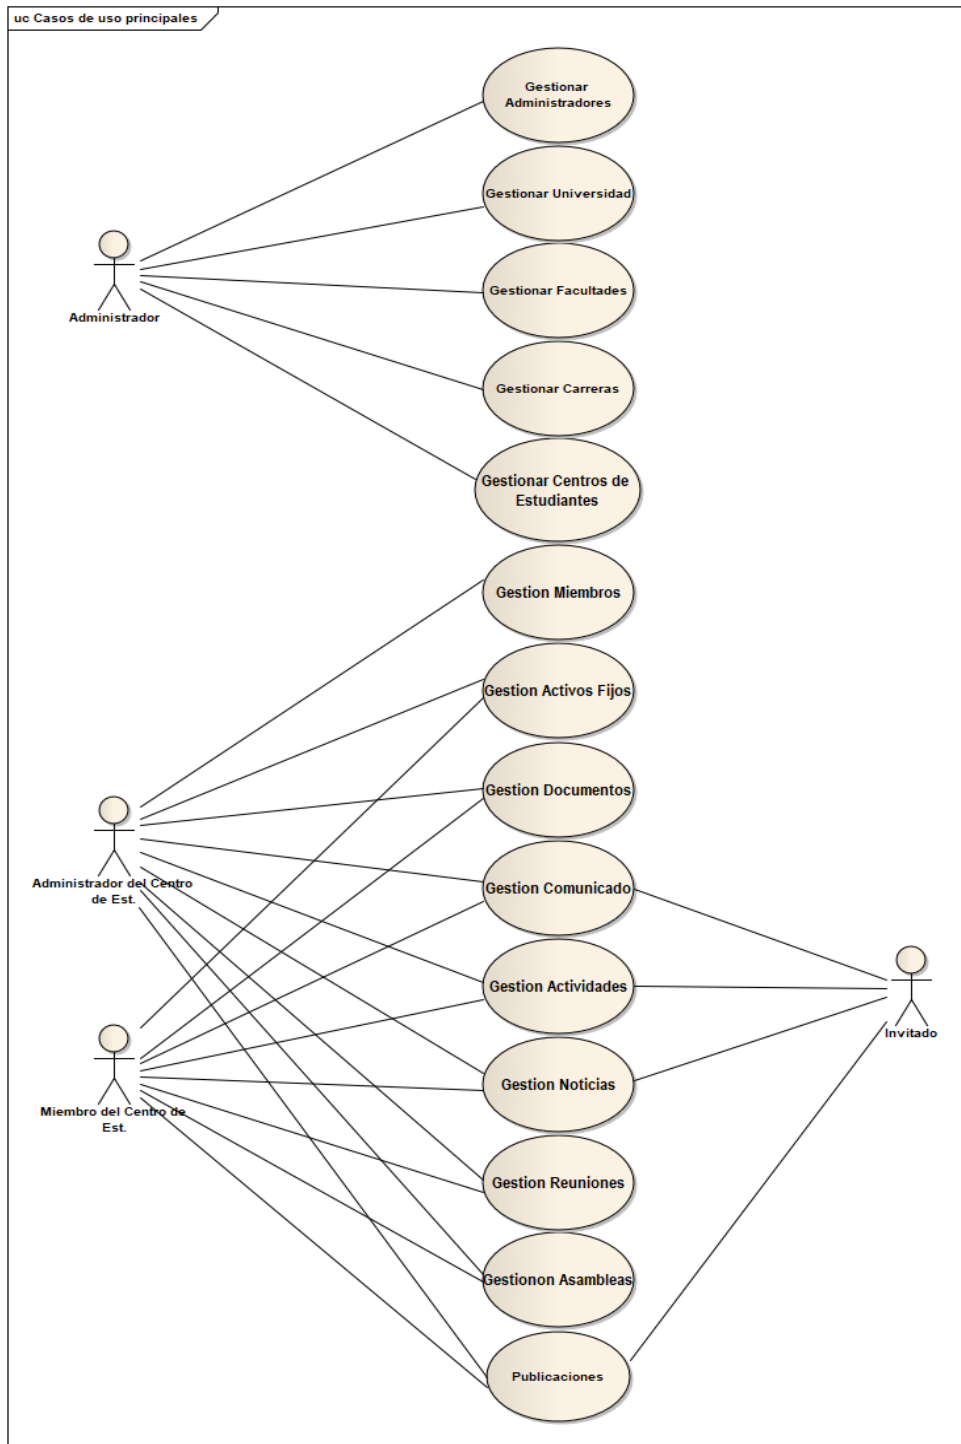 uc Casos de uso principales
Gestionar
Administradores
Gestionar Universidad
Gestionar Facultades
Administrador
Gestionar Carreras
Gestionar Centros de
Estudiantes
Gestion Miembros
Gestion Activos Fijos
Gestion Documentos
Administrador del Centro
de Est.
Gestion Comunicado
Gestion Actividades
Invitado
Gestion Noticias
Miembro del Centro de
Est.
Gestion Reuniones
Gestionon Asambleas
Publicaciones